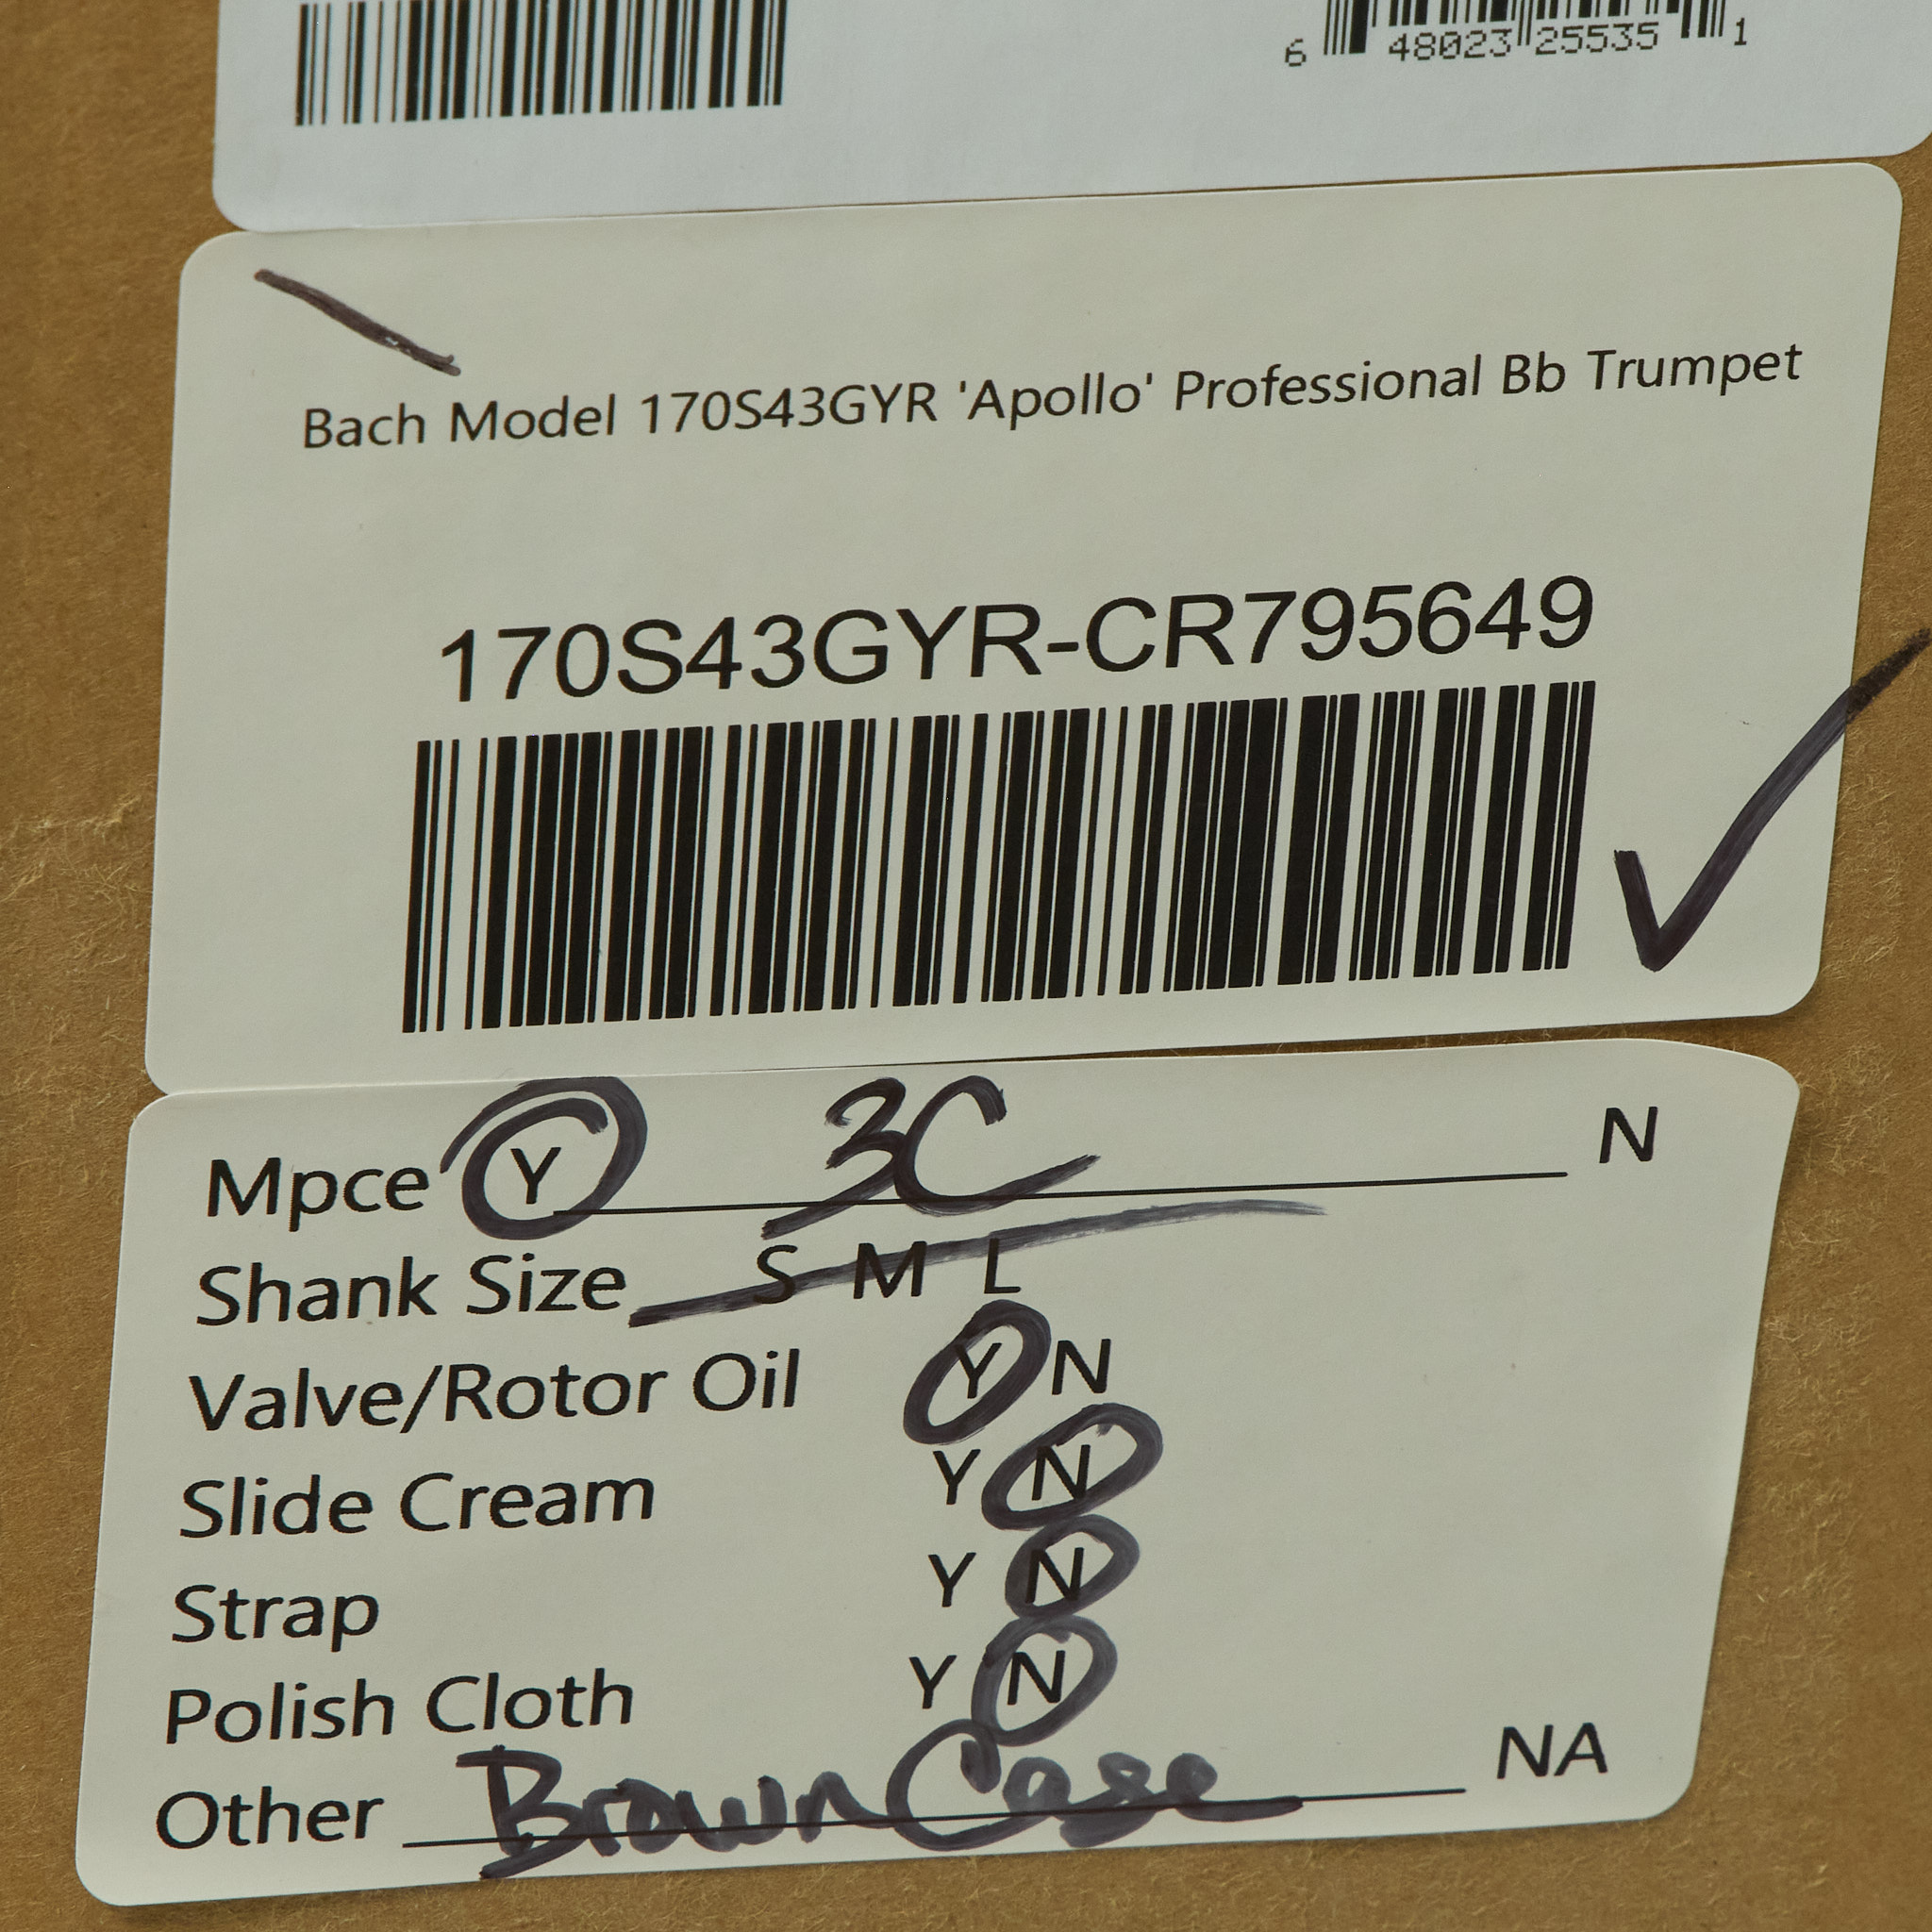 6 48023 25535 1
Bach Model 170S43GYR 'Apollo' Professional Bb Trumpet
170S43GYR-CR795649
Mpce Y 3C N
Shank Size S M L
Valve/Rotor Oil Y N
Slide Cream Y N
Strap Y N
Polish Cloth Y N
Other Brown Case NA